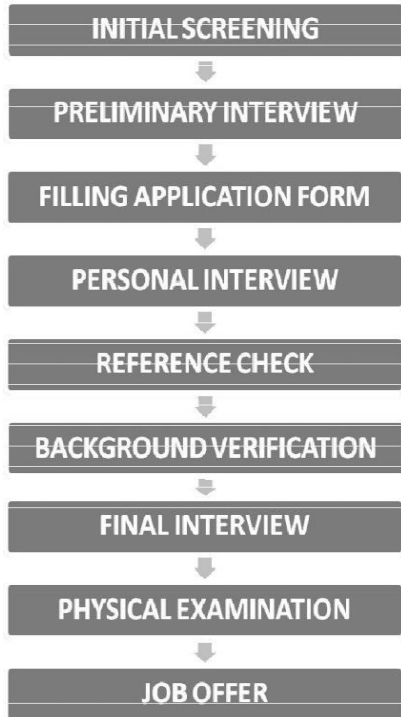 INITIAL SCREENING
PRELIMINARY INTERVIEW
FILLING APPLICATION FORM
PERSONAL INTERVIEW
REFERENCE CHECK
BACKGROUND VERIFICATION
FINAL INTERVIEW
PHYSICAL EXAMINATION
JOB OFFER